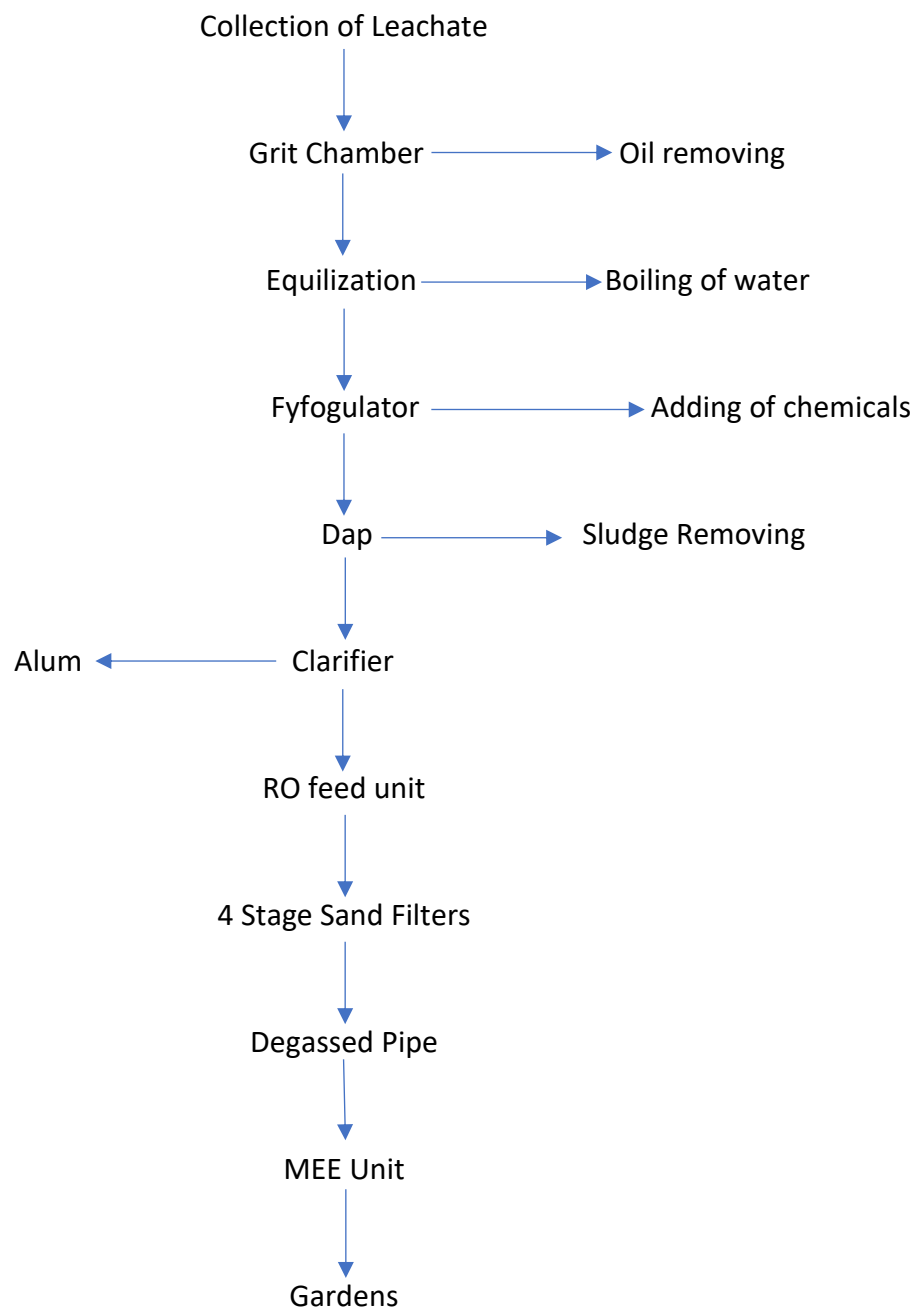 Collection of Leachate
Grit Chamber
Oil removing
Equilization
Boiling of water
Fyfogulator
Adding of chemicals
Dap
Sludge Removing
Alum
Clarifier
RO feed unit
4 Stage Sand Filters
Degassed Pipe
MEE Unit
Gardens